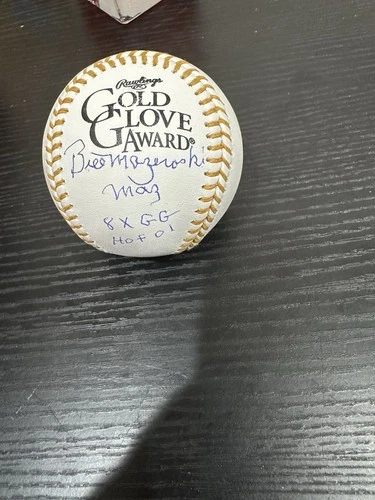 Rawlings
GOLD
GLOVE
AWARD®
Bill Mazeroski
Maz
8X GG
HOF 01